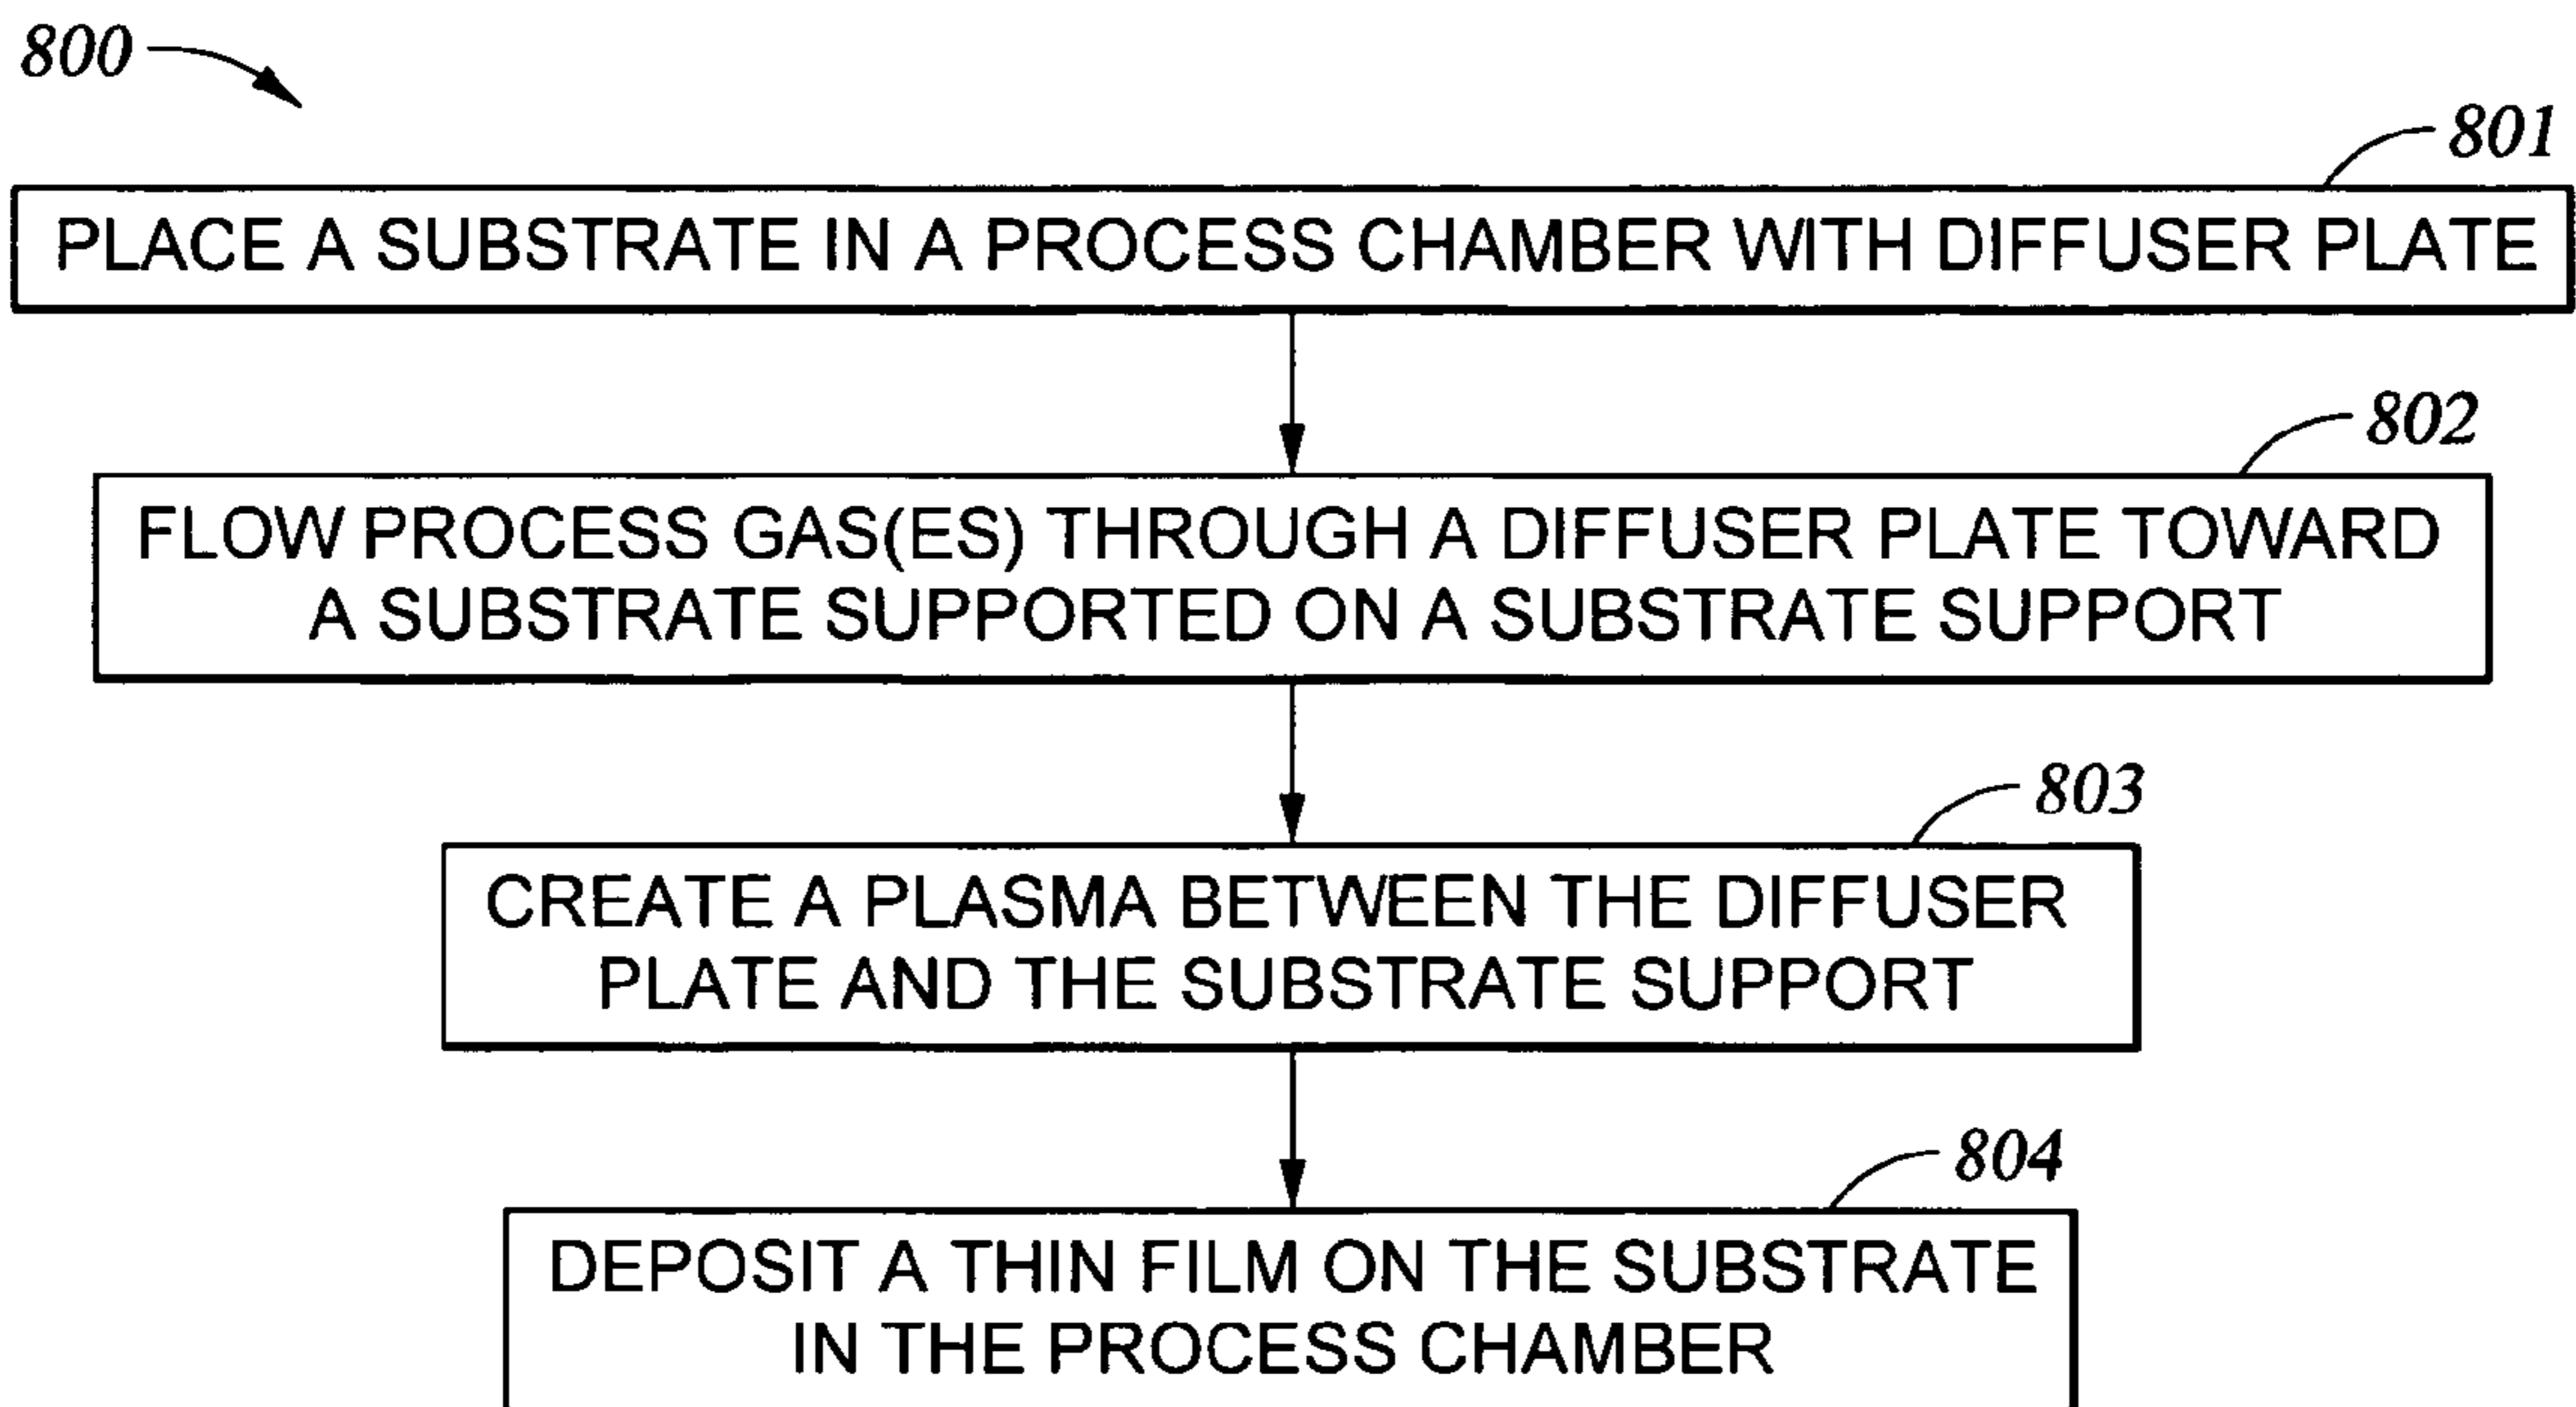 800
801
PLACE A SUBSTRATE IN A PROCESS CHAMBER WITH DIFFUSER PLATE
802
FLOW PROCESS GAS(ES) THROUGH A DIFFUSER PLATE TOWARD
A SUBSTRATE SUPPORTED ON A SUBSTRATE SUPPORT
803
CREATE A PLASMA BETWEEN THE DIFFUSER
PLATE AND THE SUBSTRATE SUPPORT
804
DEPOSIT A THIN FILM ON THE SUBSTRATE
IN THE PROCESS CHAMBER